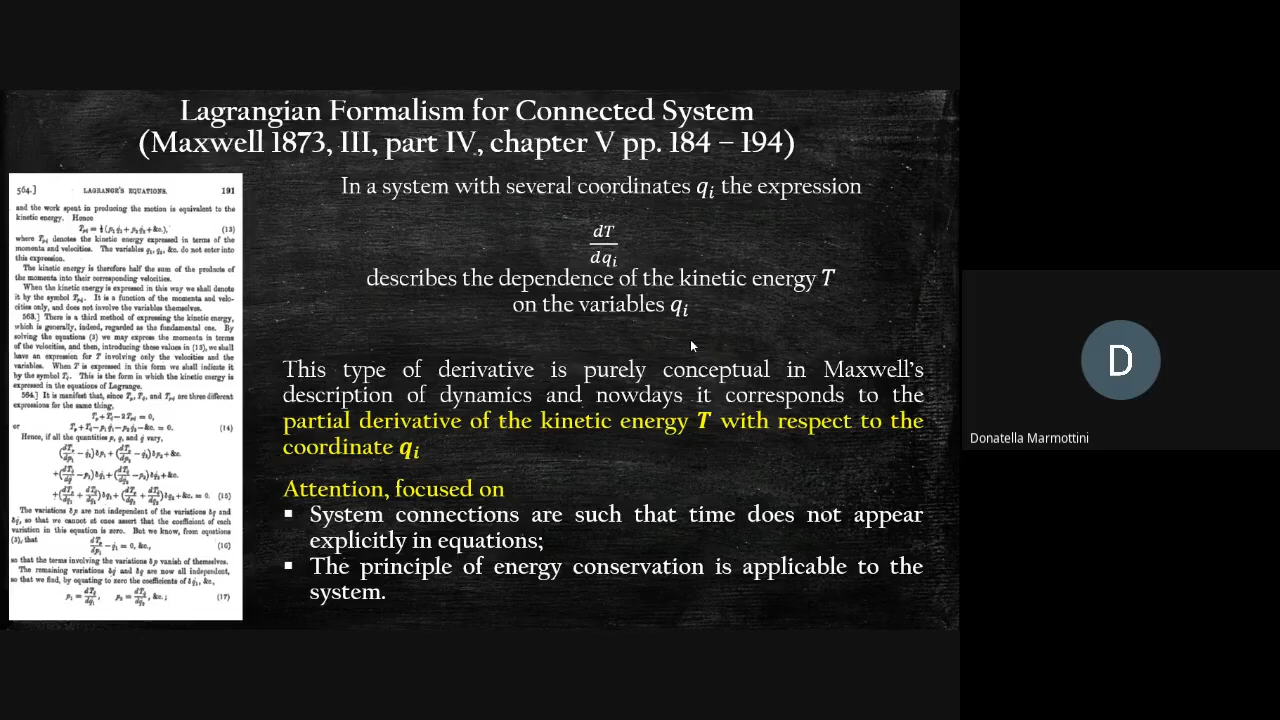 Lagrangian Formalism for Connected System
(Maxwell 1873, III, part IV, chapter V pp. 184 – 194)
564.] LAGRANGE'S EQUATIONS. 191
and the work spent in producing the motion is equivalent to the
kinetic energy. Hence
where denotes the kinetic energy expressed in terms of the
momenta and velocities. The variables q₁, q₂, &c. do not enter into
this expression.
The kinetic energy is therefore half the sum of the products of
the momenta into their corresponding velocities.
When the kinetic energy is expressed in this way we shall denote
it by the symbol It is a function of the momenta and velo-
cities only, and does not involve the variables themselves.
563.] There is a third method of expressing the kinetic energy,
which is generally, indeed, regarded as the fundamental one. By
solving the equations (3) we may express the momenta in terms
of the velocities, and then, introducing these values in (13), we shall
have an expression for T involving only the velocities and the
variables. When T is expressed in this form we shall indicate it
by the symbol This is the form in which the kinetic energy is
expressed in the equations of Lagrange.
564.] It is manifest that, since and are three different
expressions for the same thing,
or (14)
Hence, if all the quantities p, q, and q̇ vary,
(15)
The variations δp are not independent of the variations δq and
δq̇, so that we cannot at once assert that the coefficient of each
variation in this equation is zero. But we know, from equations
(3), that
(16)
so that the terms involving the variations δp vanish of themselves.
The remaining variations δq̇ and δq are now all independent,
so that we find, by equating to zero the coefficients of δq̇₁, &c.,
(17)
In a system with several coordinates qᵢ the expression
dT
dqᵢ
describes the dependance of the kinetic energy T
on the variables qᵢ
This type of derivative is purely conceptual in Maxwell's
description of dynamics and nowdays it corresponds to the
partial derivative of the kinetic energy T with respect to the
coordinate qᵢ
Attention, focused on
▪ System connections are such that time does not appear
explicitly in equations;
▪ The principle of energy conservation is applicable to the
system.
D
Donatella Marmottini